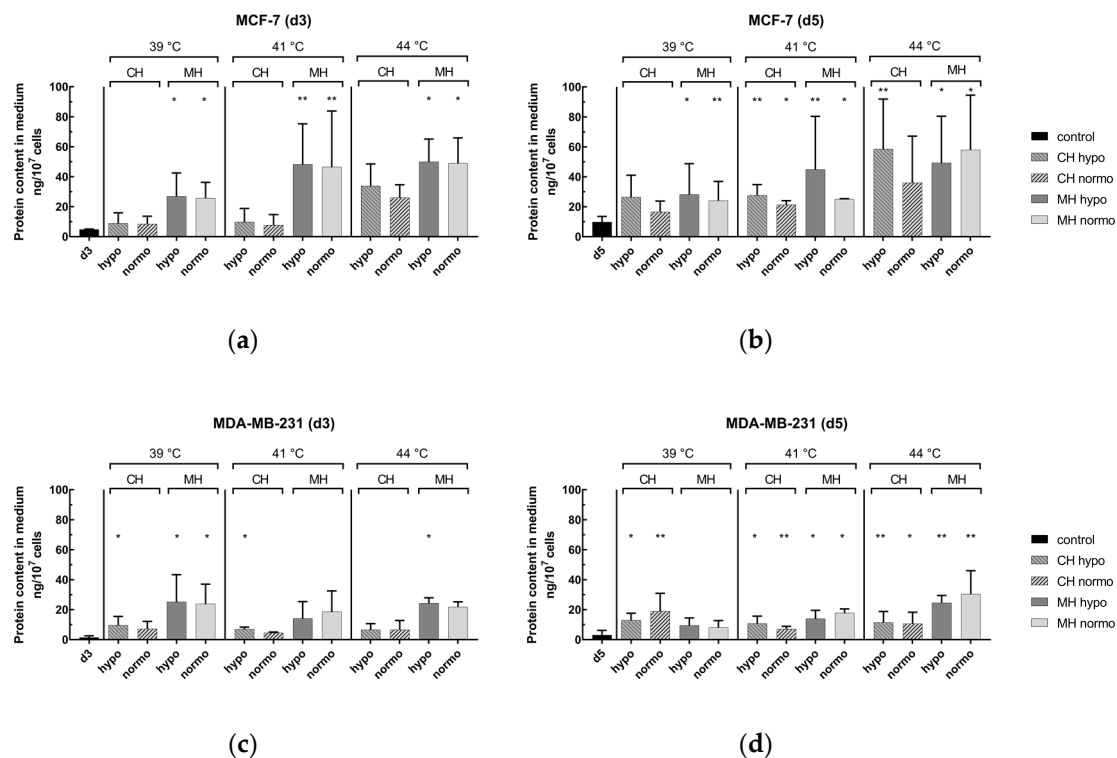 MCF-7 (d3)
39 °C 41 °C 44 °C
CH MH CH MH CH MH
* * ** ** * *
Protein content in medium
ng/10⁷ cells
100
80
60
40
20
0
d3 hypo normo hypo normo hypo normo hypo normo hypo normo hypo normo
(a)
MCF-7 (d5)
39 °C 41 °C 44 °C
CH MH CH MH CH MH
* ** ** * ** * ** * *
Protein content in medium
ng/10⁷ cells
100
80
60
40
20
0
d5 hypo normo hypo normo hypo normo hypo normo hypo normo hypo normo
(b)
control
CH hypo
CH normo
MH hypo
MH normo
MDA-MB-231 (d3)
39 °C 41 °C 44 °C
CH MH CH MH CH MH
* * * * *
Protein content in medium
ng/10⁷ cells
100
80
60
40
20
0
d3 hypo normo hypo normo hypo normo hypo normo hypo normo hypo normo
(c)
MDA-MB-231 (d5)
39 °C 41 °C 44 °C
CH MH CH MH CH MH
* ** * ** * * ** * ** **
Protein content in medium
ng/10⁷ cells
100
80
60
40
20
0
d5 hypo normo hypo normo hypo normo hypo normo hypo normo hypo normo
(d)
control
CH hypo
CH normo
MH hypo
MH normo